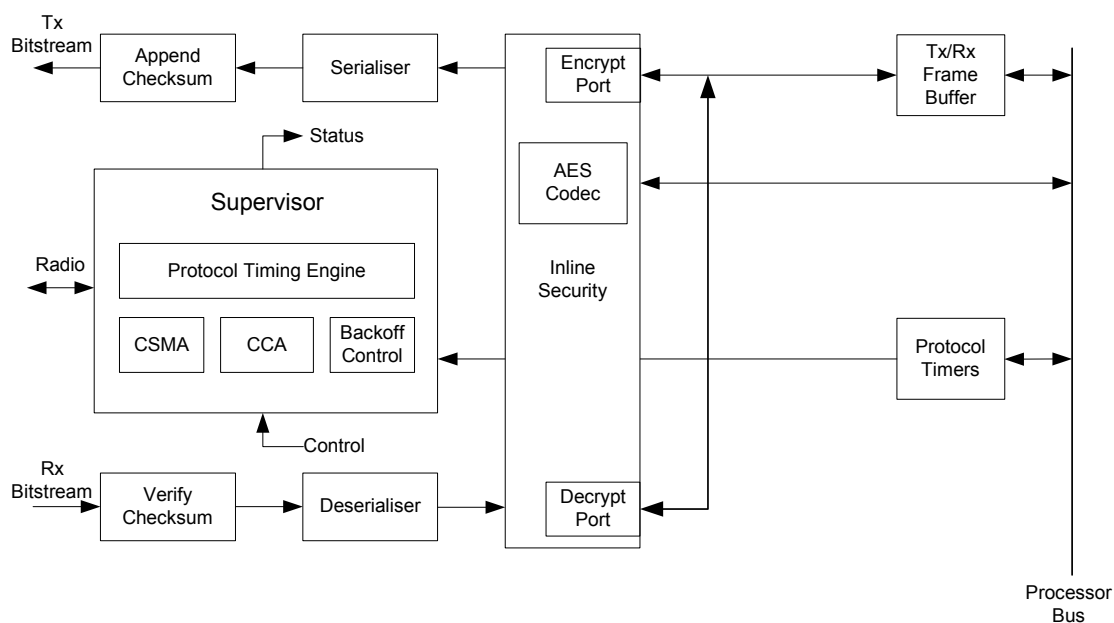 Tx
Bitstream
Append
Checksum
Serialiser
Encrypt
Port
Tx/Rx
Frame
Buffer
Status
AES
Codec
Supervisor
Radio
Protocol Timing Engine
Inline
Security
CSMA
CCA
Backoff
Control
Protocol
Timers
Control
Rx
Bitstream
Verify
Checksum
Deserialiser
Decrypt
Port
Processor
Bus